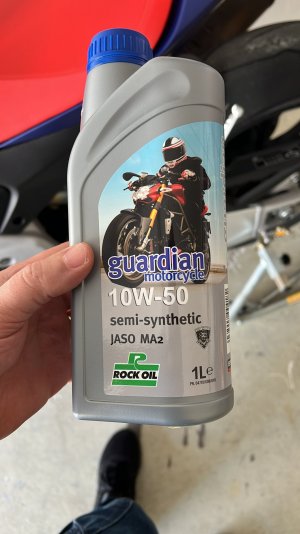 guardian
motorcycle
10W-50
semi-synthetic
JASO MA2
ROCK OIL
1Le